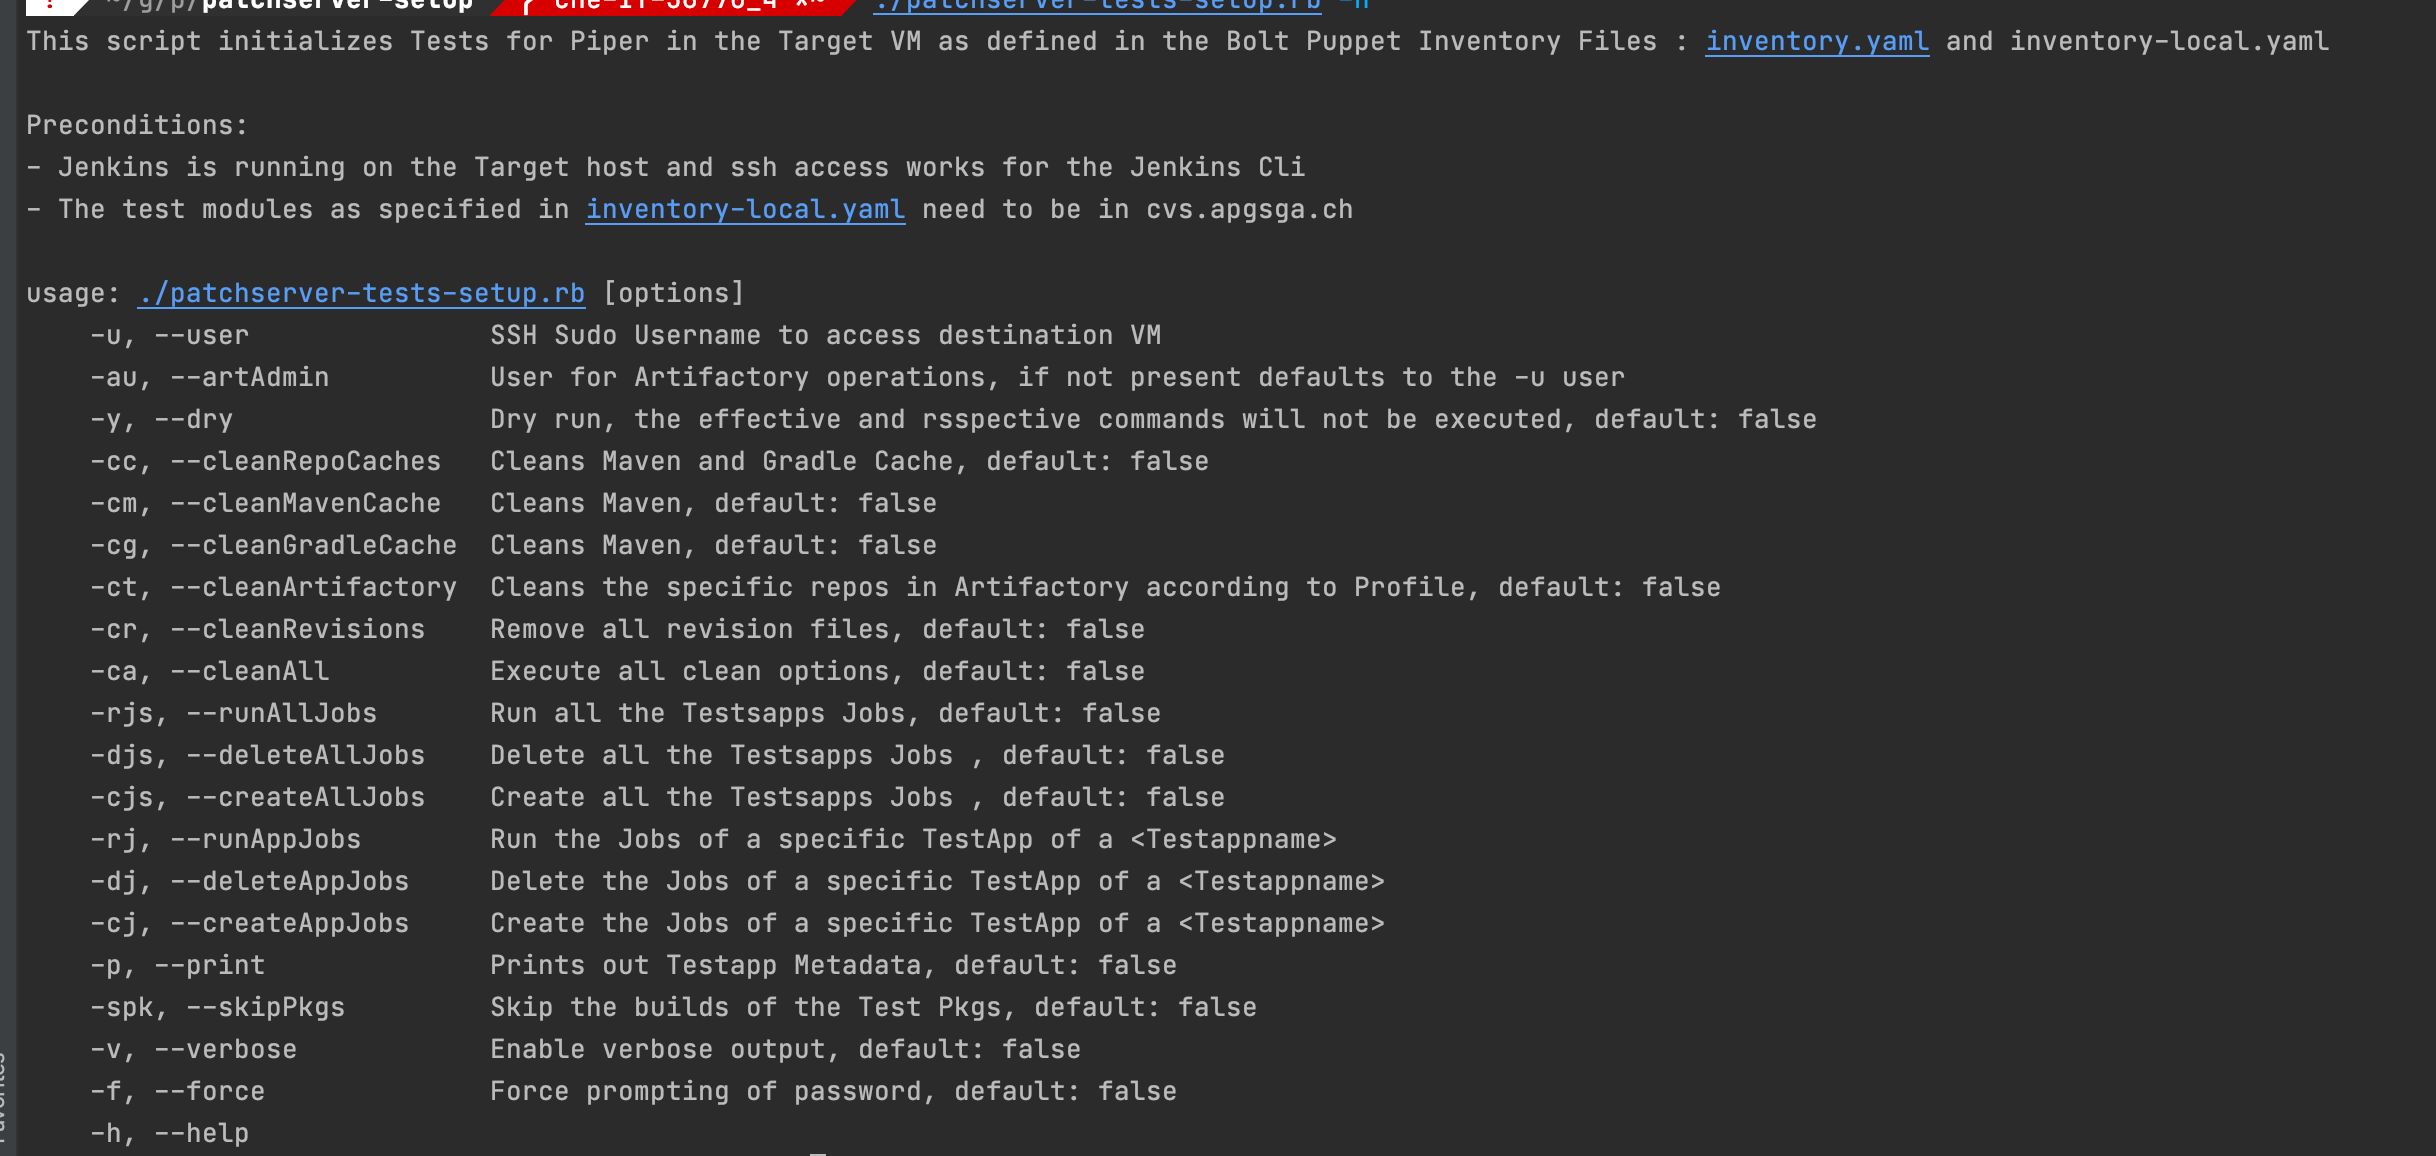 ~/g/p/patchserver-setup ./patchserver-tests-setup.rb -h
This script initializes Tests for Piper in the Target VM as defined in the Bolt Puppet Inventory Files : inventory.yaml and inventory-local.yaml
Preconditions:
- Jenkins is running on the Target host and ssh access works for the Jenkins Cli
- The test modules as specified in inventory-local.yaml need to be in cvs.apgsga.ch
usage: ./patchserver-tests-setup.rb [options]
-u, --user SSH Sudo Username to access destination VM
-au, --artAdmin User for Artifactory operations, if not present defaults to the -u user
-y, --dry Dry run, the effective and rsspective commands will not be executed, default: false
-cc, --cleanRepoCaches Cleans Maven and Gradle Cache, default: false
-cm, --cleanMavenCache Cleans Maven, default: false
-cg, --cleanGradleCache Cleans Maven, default: false
-ct, --cleanArtifactory Cleans the specific repos in Artifactory according to Profile, default: false
-cr, --cleanRevisions Remove all revision files, default: false
-ca, --cleanAll Execute all clean options, default: false
-rjs, --runAllJobs Run all the Testsapps Jobs, default: false
-djs, --deleteAllJobs Delete all the Testsapps Jobs , default: false
-cjs, --createAllJobs Create all the Testsapps Jobs , default: false
-rj, --runAppJobs Run the Jobs of a specific TestApp of a <Testappname>
-dj, --deleteAppJobs Delete the Jobs of a specific TestApp of a <Testappname>
-cj, --createAppJobs Create the Jobs of a specific TestApp of a <Testappname>
-p, --print Prints out Testapp Metadata, default: false
-spk, --skipPkgs Skip the builds of the Test Pkgs, default: false
-v, --verbose Enable verbose output, default: false
-f, --force Force prompting of password, default: false
-h, --help